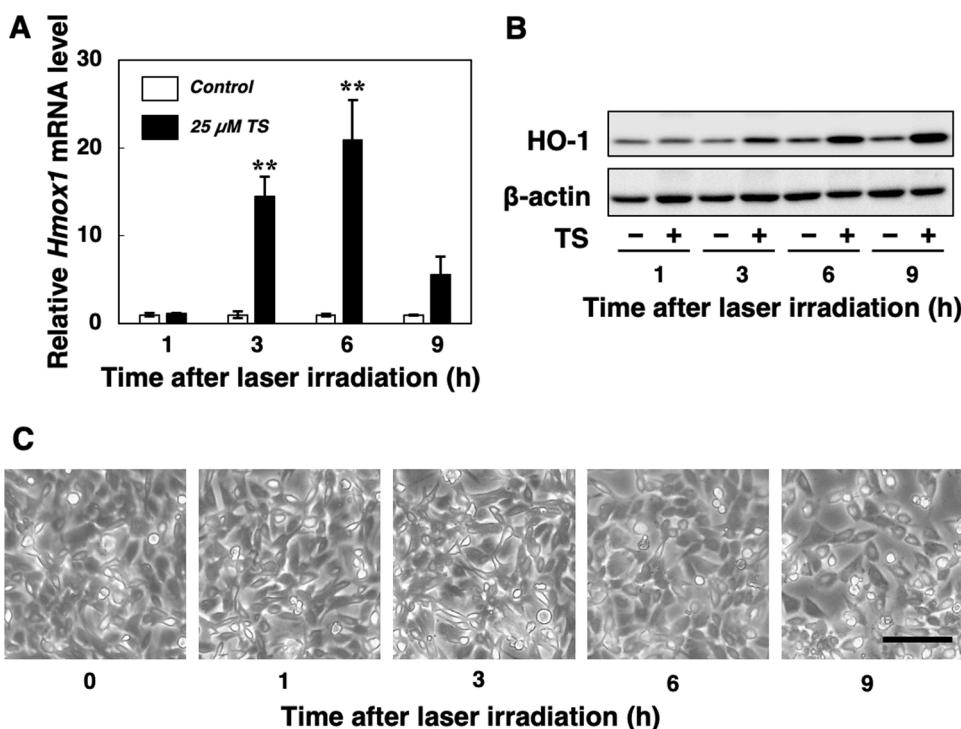 A
Relative Hmox1 mRNA level
30
20
10
0
Control
25 µM TS
**
**
1 3 6 9
Time after laser irradiation (h)
B
HO-1
β-actin
TS − + − + − + − +
1 3 6 9
Time after laser irradiation (h)
C
0 1 3 6 9
Time after laser irradiation (h)